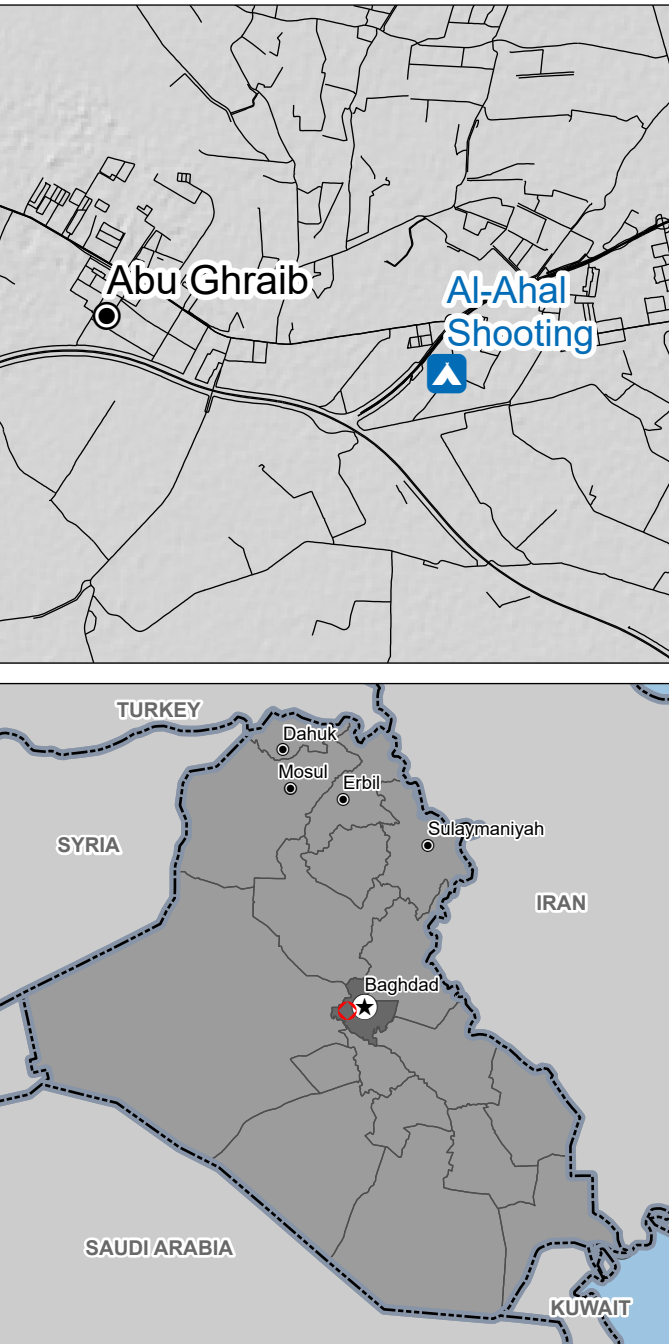 Abu Ghraib
Al-Ahal
Shooting
TURKEY
Dahuk
Mosul
Erbil
Sulaymaniyah
SYRIA
IRAN
Baghdad
SAUDI ARABIA
KUWAIT